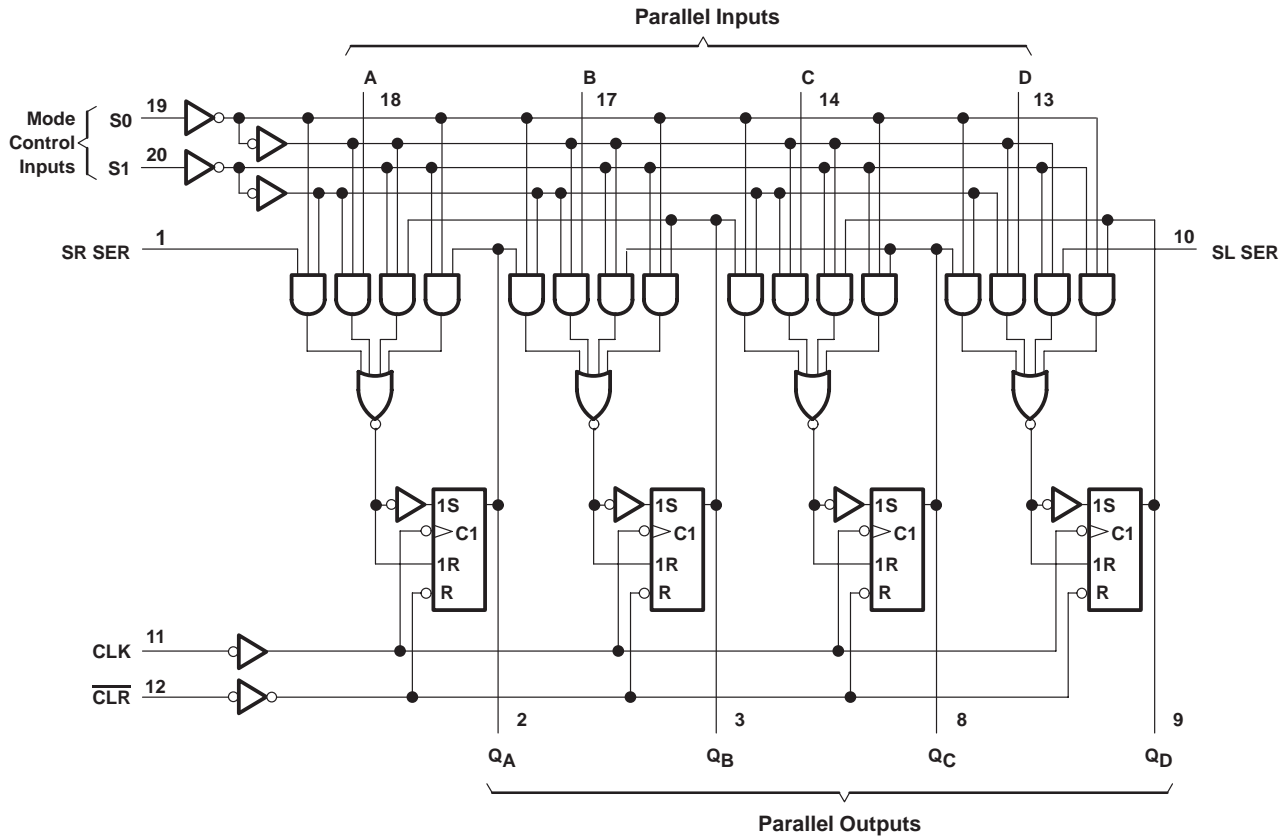 Parallel Inputs
A
B
C
D
18
17
14
13
Mode
Control
Inputs
S0
19
S1
20
SR SER
1
10
SL SER
1S
C1
1R
R
1S
C1
1R
R
1S
C1
1R
R
1S
C1
1R
R
CLK
11
CLR
12
2
3
8
9
QA
QB
QC
QD
Parallel Outputs